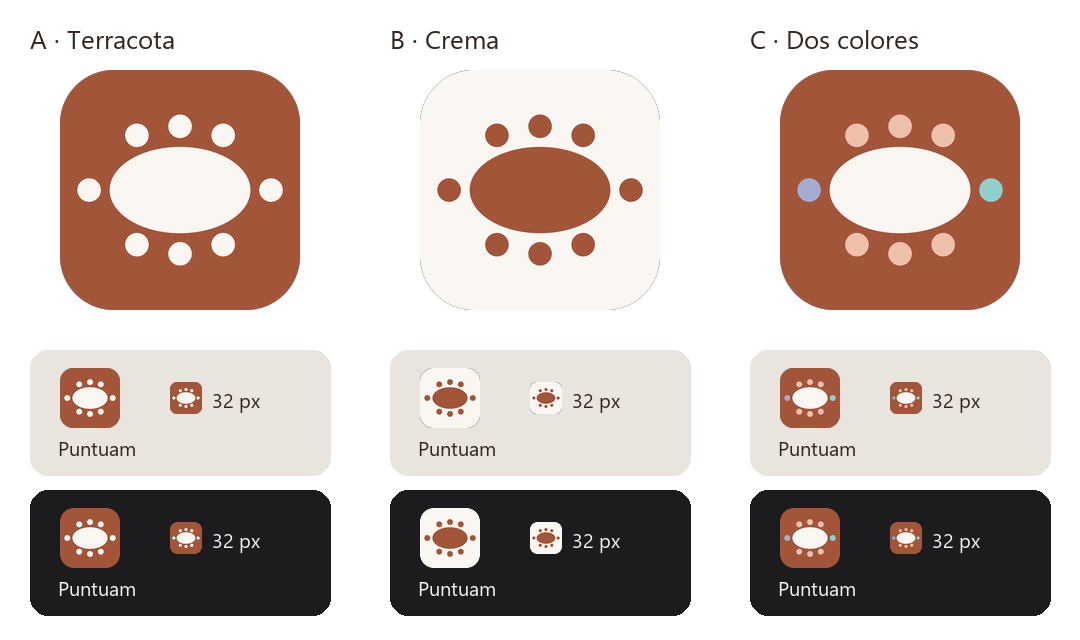 A · Terracota
B · Crema
C · Dos colores
32 px
Puntuam
32 px
Puntuam
32 px
Puntuam
32 px
Puntuam
32 px
Puntuam
32 px
Puntuam